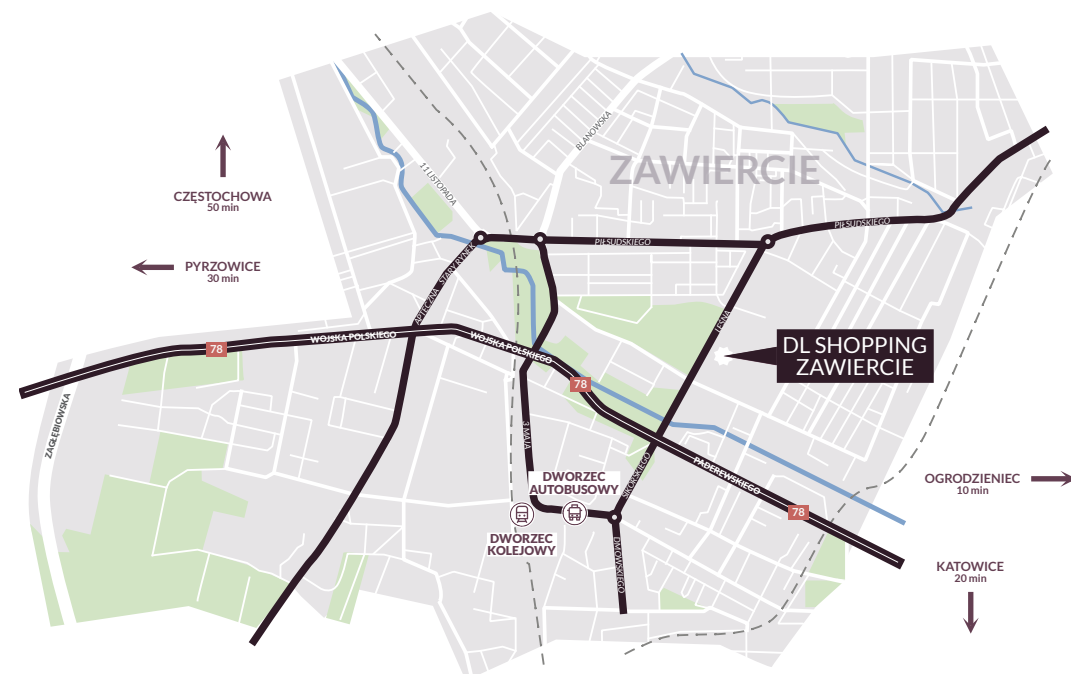 BLANOWSKA
ZAWIERCIE
11 LISTOPADA
CZĘSTOCHOWA
50 min
PIŁSUDSKIEGO
PIŁSUDSKIEGO
STARY RYNEK
PYRZOWICE
30 min
APTECZNA
LEŚNA
WOJSKA POLSKIEGO
WOJSKA POLSKIEGO
78
DL SHOPPING
ZAWIERCIE
78
ZAGŁĘBIOWSKA
3 MAJA
SIKORSKIEGO
PADEREWSKIEGO
DWORZEC
AUTOBUSOWY
OGRODZIENIEC
10 min
78
DWORZEC
KOLEJOWY
DMOWSKIEGO
KATOWICE
20 min